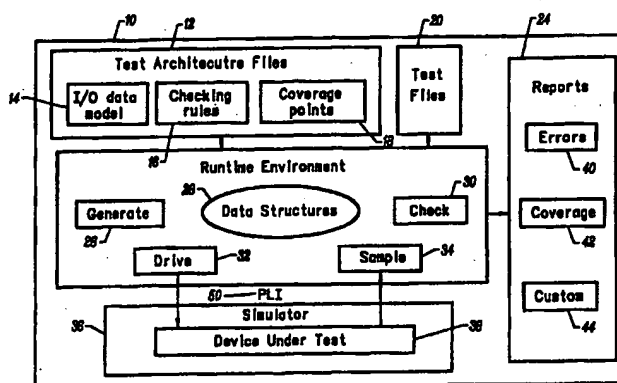 10
12
20
24
Test Architecutre Files
Test
Files
Reports
14
I/O data
model
Checking
rules
Coverage
points
16
18
Errors
40
Runtime Environment
28
30
Generate
Data Structures
Check
26
Coverage
42
32
34
Drive
Sample
50
PLI
Custom
44
Simulator
36
Device Under Test
38